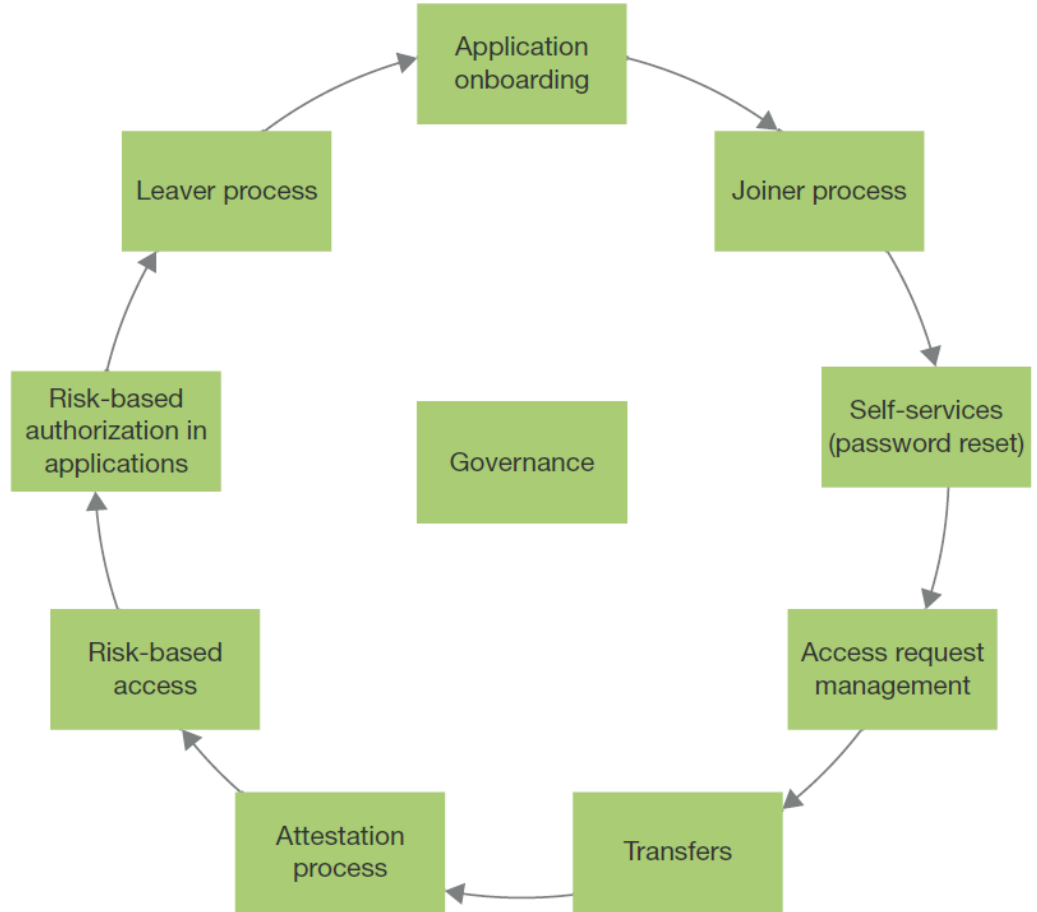 Application
onboarding
Joiner process
Self-services
(password reset)
Access request
management
Transfers
Attestation
process
Risk-based
access
Risk-based
authorization in
applications
Leaver process
Governance